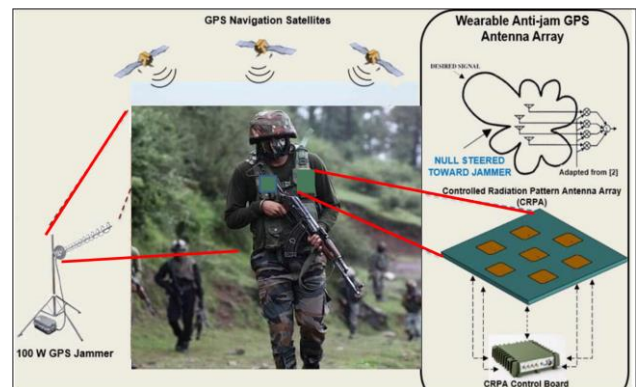 GPS Navigation Satellites
Wearable Anti-jam GPS
Antenna Array
DESIRED SIGNAL
NULL STEERED
TOWARD JAMMER
Adapted from [2]
Controlled Radiation Pattern Antenna Array
(CRPA)
100 W GPS Jammer
CRPA Control Board